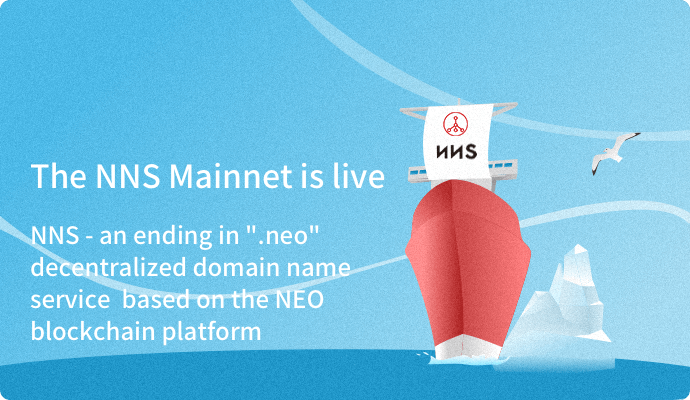 NNS
The NNS Mainnet is live
NNS - an ending in ".neo"
decentralized domain name
service  based on the NEO
blockchain platform